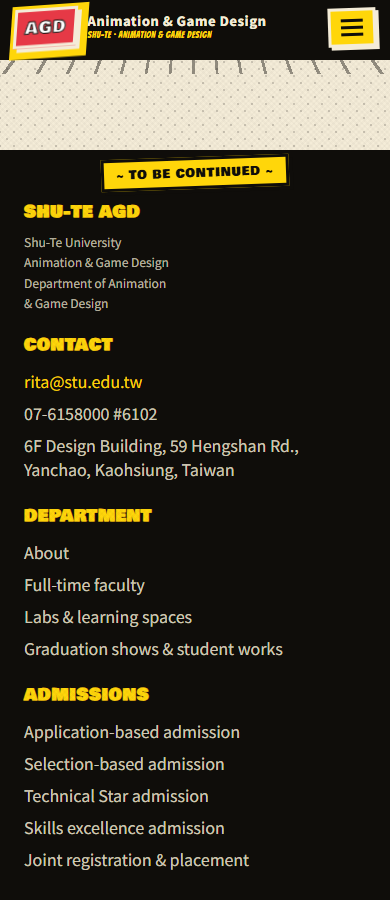 AGD
Animation & Game Design
SHU-TE · ANIMATION & GAME DESIGN
~ TO BE CONTINUED ~
SHU-TE AGD
Shu-Te University
Animation & Game Design
Department of Animation
& Game Design
CONTACT
rita@stu.edu.tw
07-6158000 #6102
6F Design Building, 59 Hengshan Rd.,
Yanchao, Kaohsiung, Taiwan
DEPARTMENT
About
Full-time faculty
Labs & learning spaces
Graduation shows & student works
ADMISSIONS
Application-based admission
Selection-based admission
Technical Star admission
Skills excellence admission
Joint registration & placement